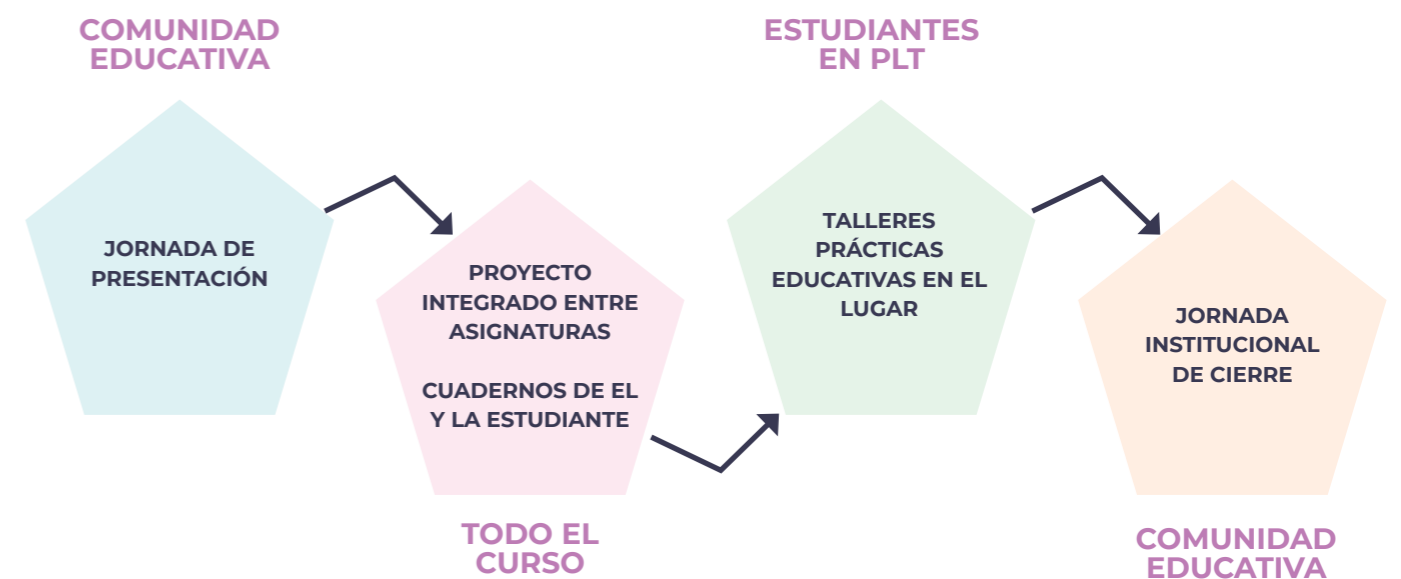 COMUNIDAD
EDUCATIVA
JORNADA DE
PRESENTACIÓN
PROYECTO
INTEGRADO ENTRE
ASIGNATURAS
CUADERNOS DE EL
Y LA ESTUDIANTE
TODO EL
CURSO
ESTUDIANTES
EN PLT
TALLERES
PRÁCTICAS
EDUCATIVAS EN EL
LUGAR
JORNADA
INSTITUCIONAL
DE CIERRE
COMUNIDAD
EDUCATIVA